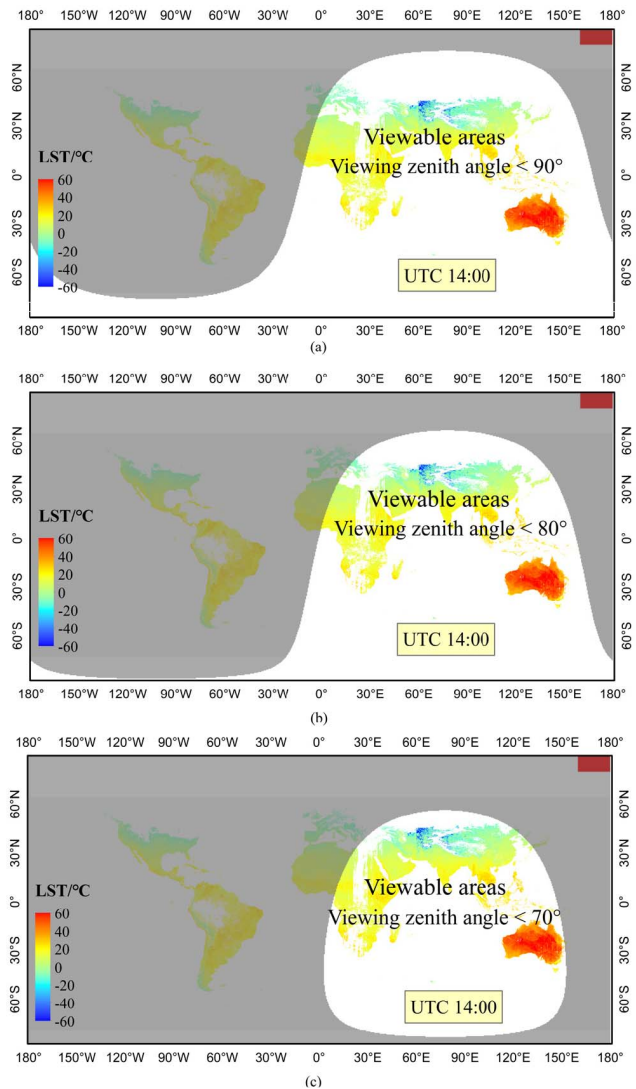 180° 150°W 120°W 90°W 60°W 30°W 0° 30°E 60°E 90°E 120°E 150°E 180°
60°N 60°N
30°N 30°N
Viewable areas
LST/°C Viewing zenith angle < 90°
0° 0°
60
40
30°S 20 30°S
0
-20 UTC 14:00
60°S -40 60°S
-60
180° 150°W 120°W 90°W 60°W 30°W 0° 30°E 60°E 90°E 120°E 150°E 180°
(a)
180° 150°W 120°W 90°W 60°W 30°W 0° 30°E 60°E 90°E 120°E 150°E 180°
60°N 60°N
30°N 30°N
Viewable areas
LST/°C Viewing zenith angle < 80°
0° 0°
60
40
30°S 20 30°S
0
-20 UTC 14:00
60°S -40 60°S
-60
180° 150°W 120°W 90°W 60°W 30°W 0° 30°E 60°E 90°E 120°E 150°E 180°
(b)
180° 150°W 120°W 90°W 60°W 30°W 0° 30°E 60°E 90°E 120°E 150°E 180°
60°N 60°N
30°N 30°N
Viewable areas
LST/°C Viewing zenith angle < 70°
0° 0°
60
40
30°S 20 30°S
0
-20 UTC 14:00
60°S -40 60°S
-60
180° 150°W 120°W 90°W 60°W 30°W 0° 30°E 60°E 90°E 120°E 150°E 180°
(c)